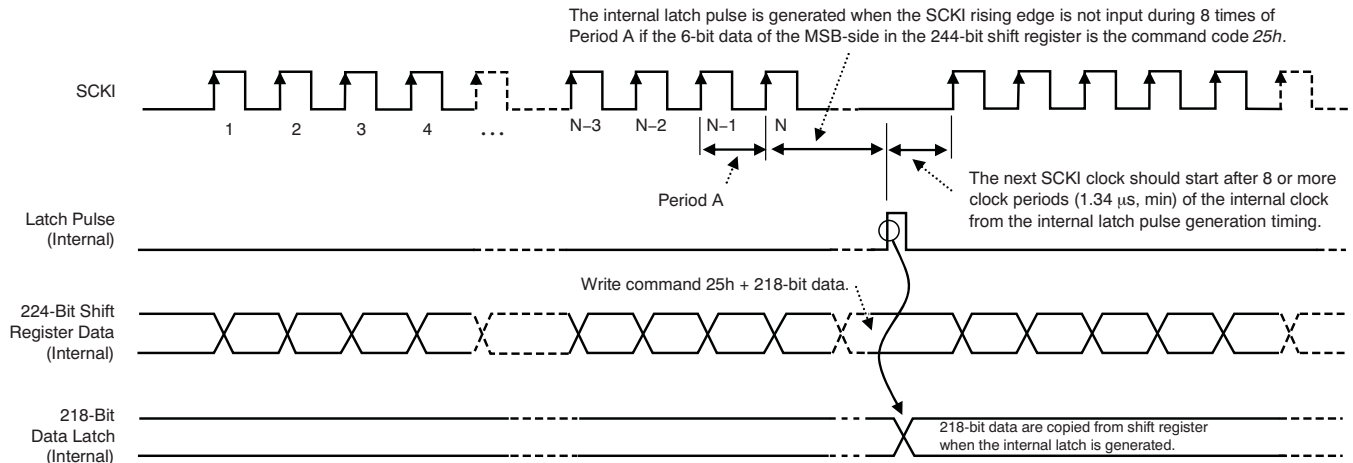 The internal latch pulse is generated when the SCKI rising edge is not input during 8 times of
Period A if the 6-bit data of the MSB-side in the 244-bit shift register is the command code 25h.
SCKI
1 2 3 4 ... N−3 N−2 N−1 N
Period A
The next SCKI clock should start after 8 or more
clock periods (1.34 μs, min) of the internal clock
from the internal latch pulse generation timing.
Latch Pulse
(Internal)
Write command 25h + 218-bit data.
224-Bit Shift
Register Data
(Internal)
218-Bit
Data Latch
(Internal)
218-bit data are copied from shift register
when the internal latch is generated.